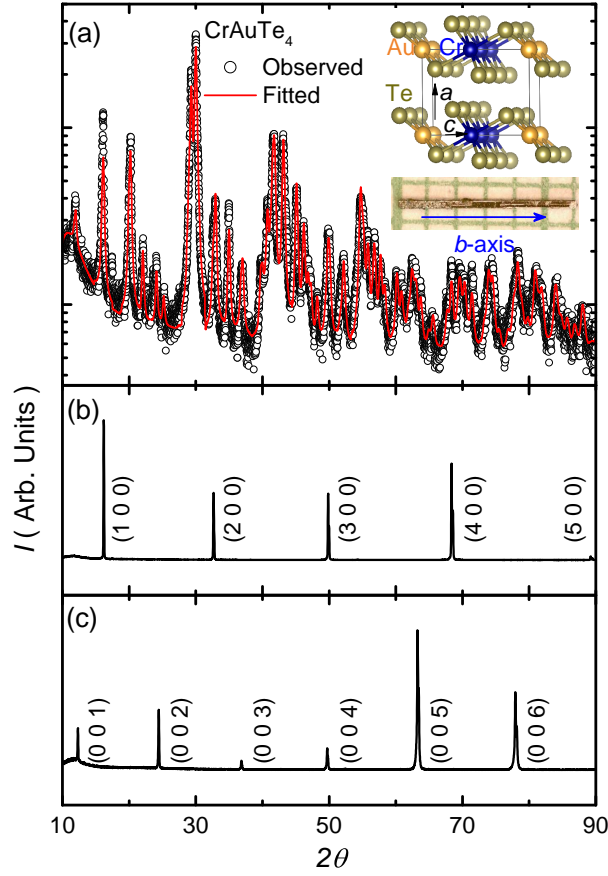 (a)
CrAuTe4
Observed
Fitted
Au
Cr
Te
a
c
b-axis
I ( Arb. Units )
(b)
(1 0 0)
(2 0 0)
(3 0 0)
(4 0 0)
(5 0 0)
(c)
(0 0 1)
(0 0 2)
(0 0 3)
(0 0 4)
(0 0 5)
(0 0 6)
10 30 50 70 90
2θ